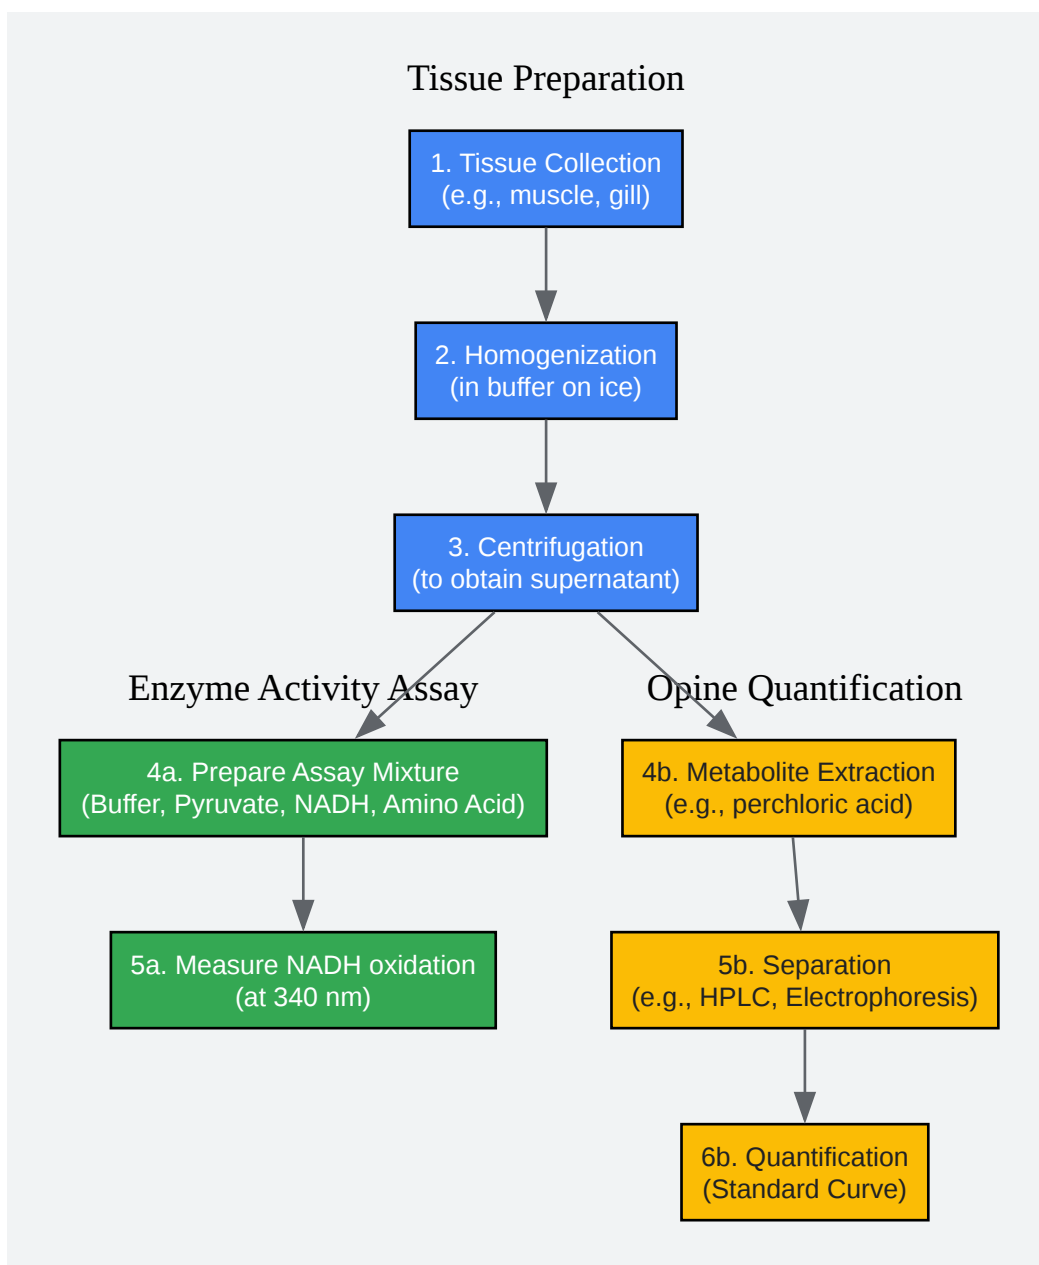 Tissue Preparation
1. Tissue Collection
(e.g., muscle, gill)
2. Homogenization
(in buffer on ice)
3. Centrifugation
(to obtain supernatant)
Enzyme Activity Assay
4a. Prepare Assay Mixture
(Buffer, Pyruvate, NADH, Amino Acid)
5a. Measure NADH oxidation
(at 340 nm)
Opine Quantification
4b. Metabolite Extraction
(e.g., perchloric acid)
5b. Separation
(e.g., HPLC, Electrophoresis)
6b. Quantification
(Standard Curve)